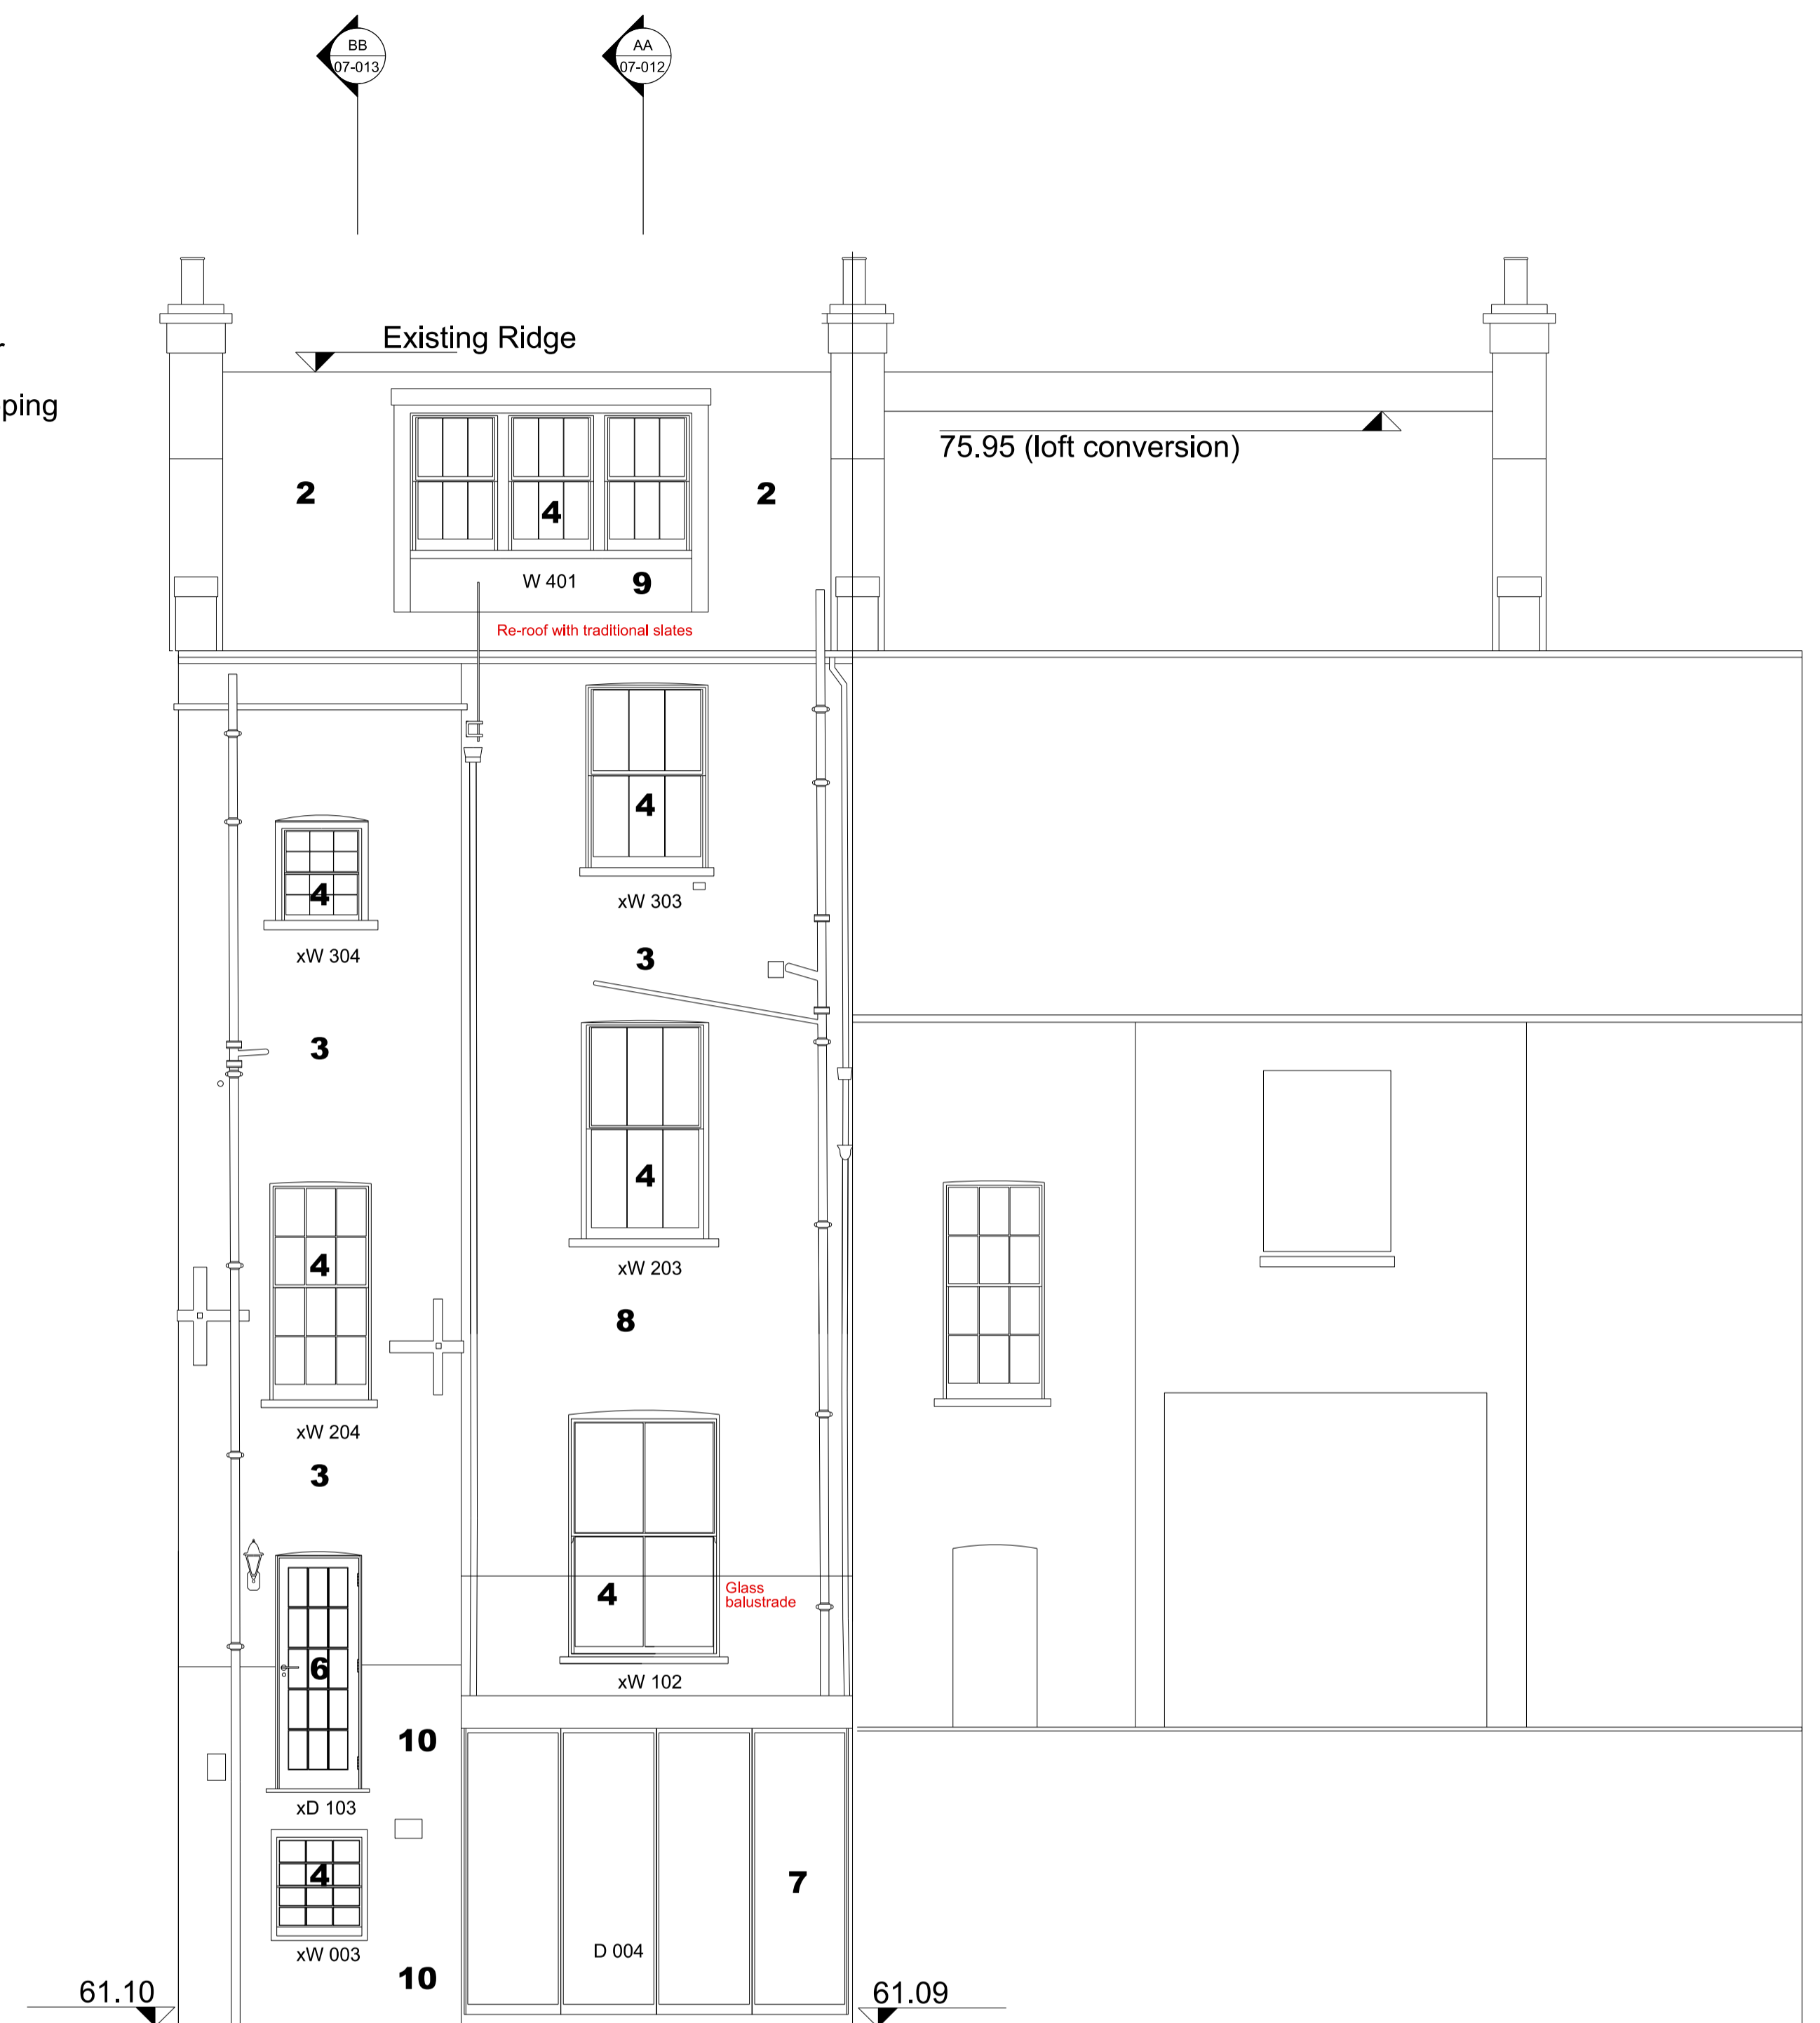 BB
07-013
AA
07-012
Existing Ridge
ping
75.95 (loft conversion)
2
4
2
W 401
9
Re-roof with traditional slates
4
xW 303
4
xW 304
3
3
4
xW 203
4
8
xW 204
3
4
Glass
balustrade
6
xW 102
10
xD 103
4
7
D 004
xW 003
10
61.10
61.09